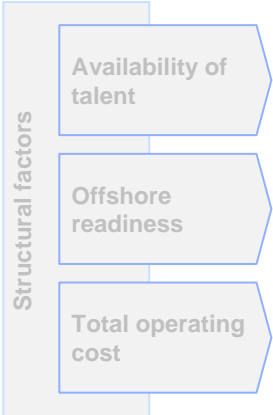 Structural factors
Availability of
talent
Offshore
readiness
Total operating
cost